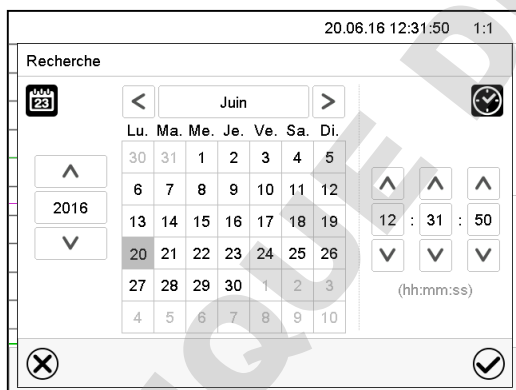 20.06.16 12:31:50 1:1
Recherche
23
< Juin >
Lu. Ma. Me. Je. Ve. Sa. Di.
30 31 1 2 3 4 5
6 7 8 9 10 11 12
2016
13 14 15 16 17 18 19
12 : 31 : 50
20 21 22 23 24 25 26
27 28 29 30 1 2 3
(hh:mm:ss)
4 5 6 7 8 9 10